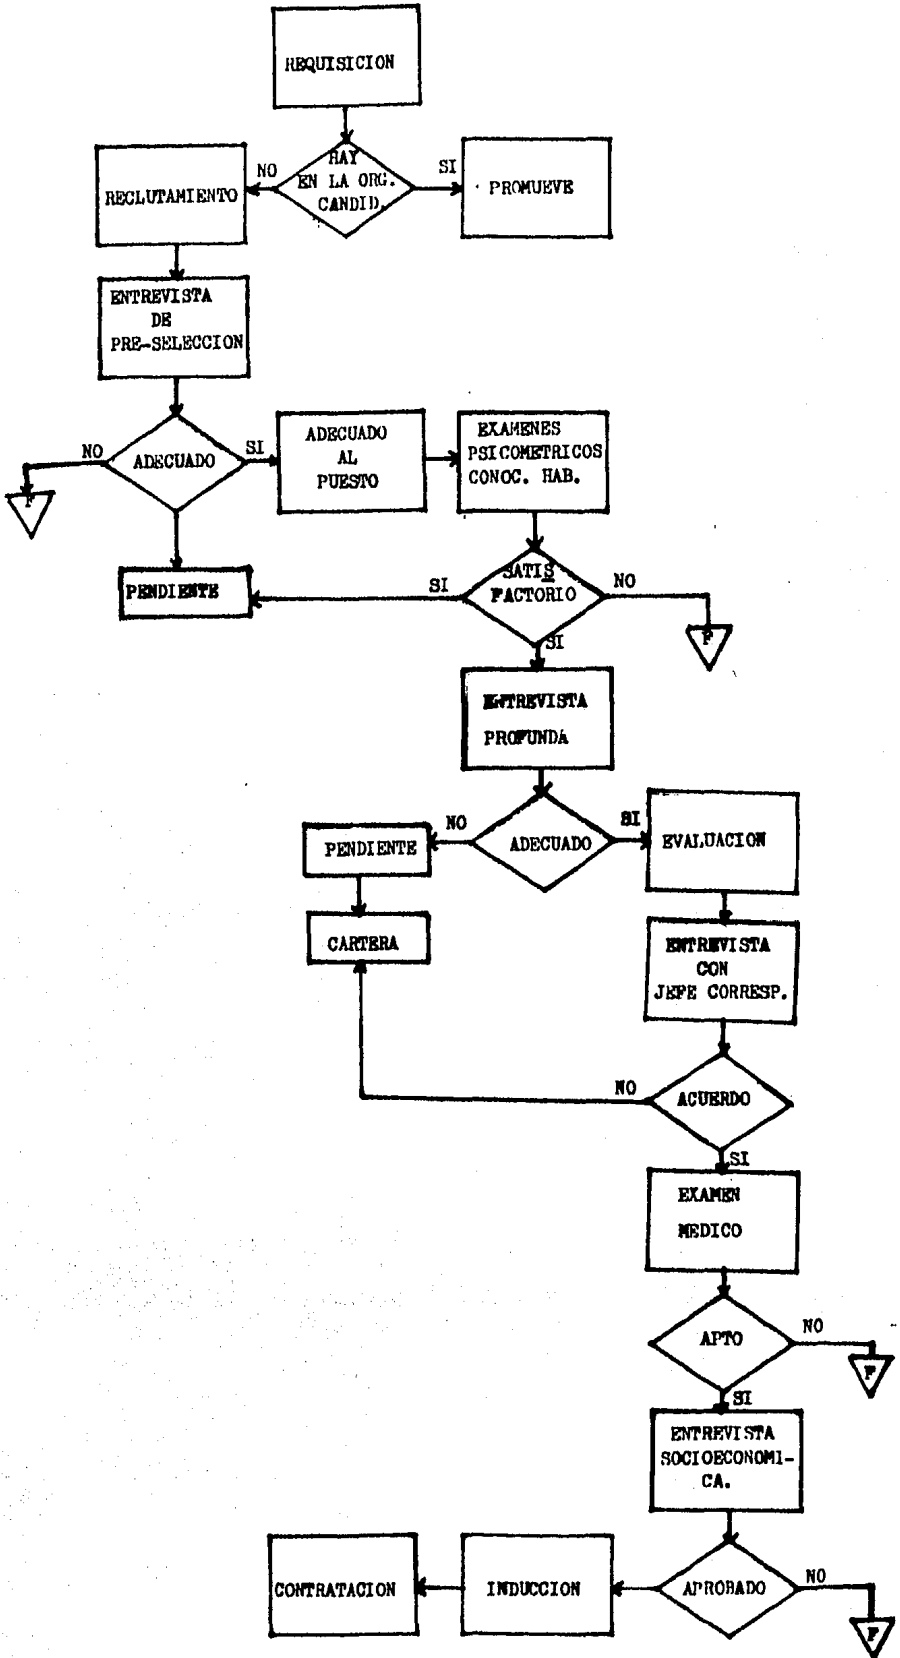 REQUISICION
HAY
EN LA ORG.
CANDID.
NO
SI
RECLUTAMIENTO
PROMUEVE
ENTREVISTA
DE
PRE-SELECCION
ADECUADO
NO
SI
F
ADECUADO
AL
PUESTO
EXAMENES
PSICOMETRICOS
CONOC. HAB.
PENDIENTE
SI
SATIS
FACTORIO
NO
F
SI
ENTREVISTA
PROFUNDA
PENDIENTE
NO
ADECUADO
SI
EVALUACION
CARTERA
ENTREVISTA
CON
JEFE CORRESP.
NO
ACUERDO
SI
EXAMEN
MEDICO
APTO
NO
F
SI
ENTREVISTA
SOCIOECONOMI-
CA.
CONTRATACION
INDUCCION
APROBADO
NO
F